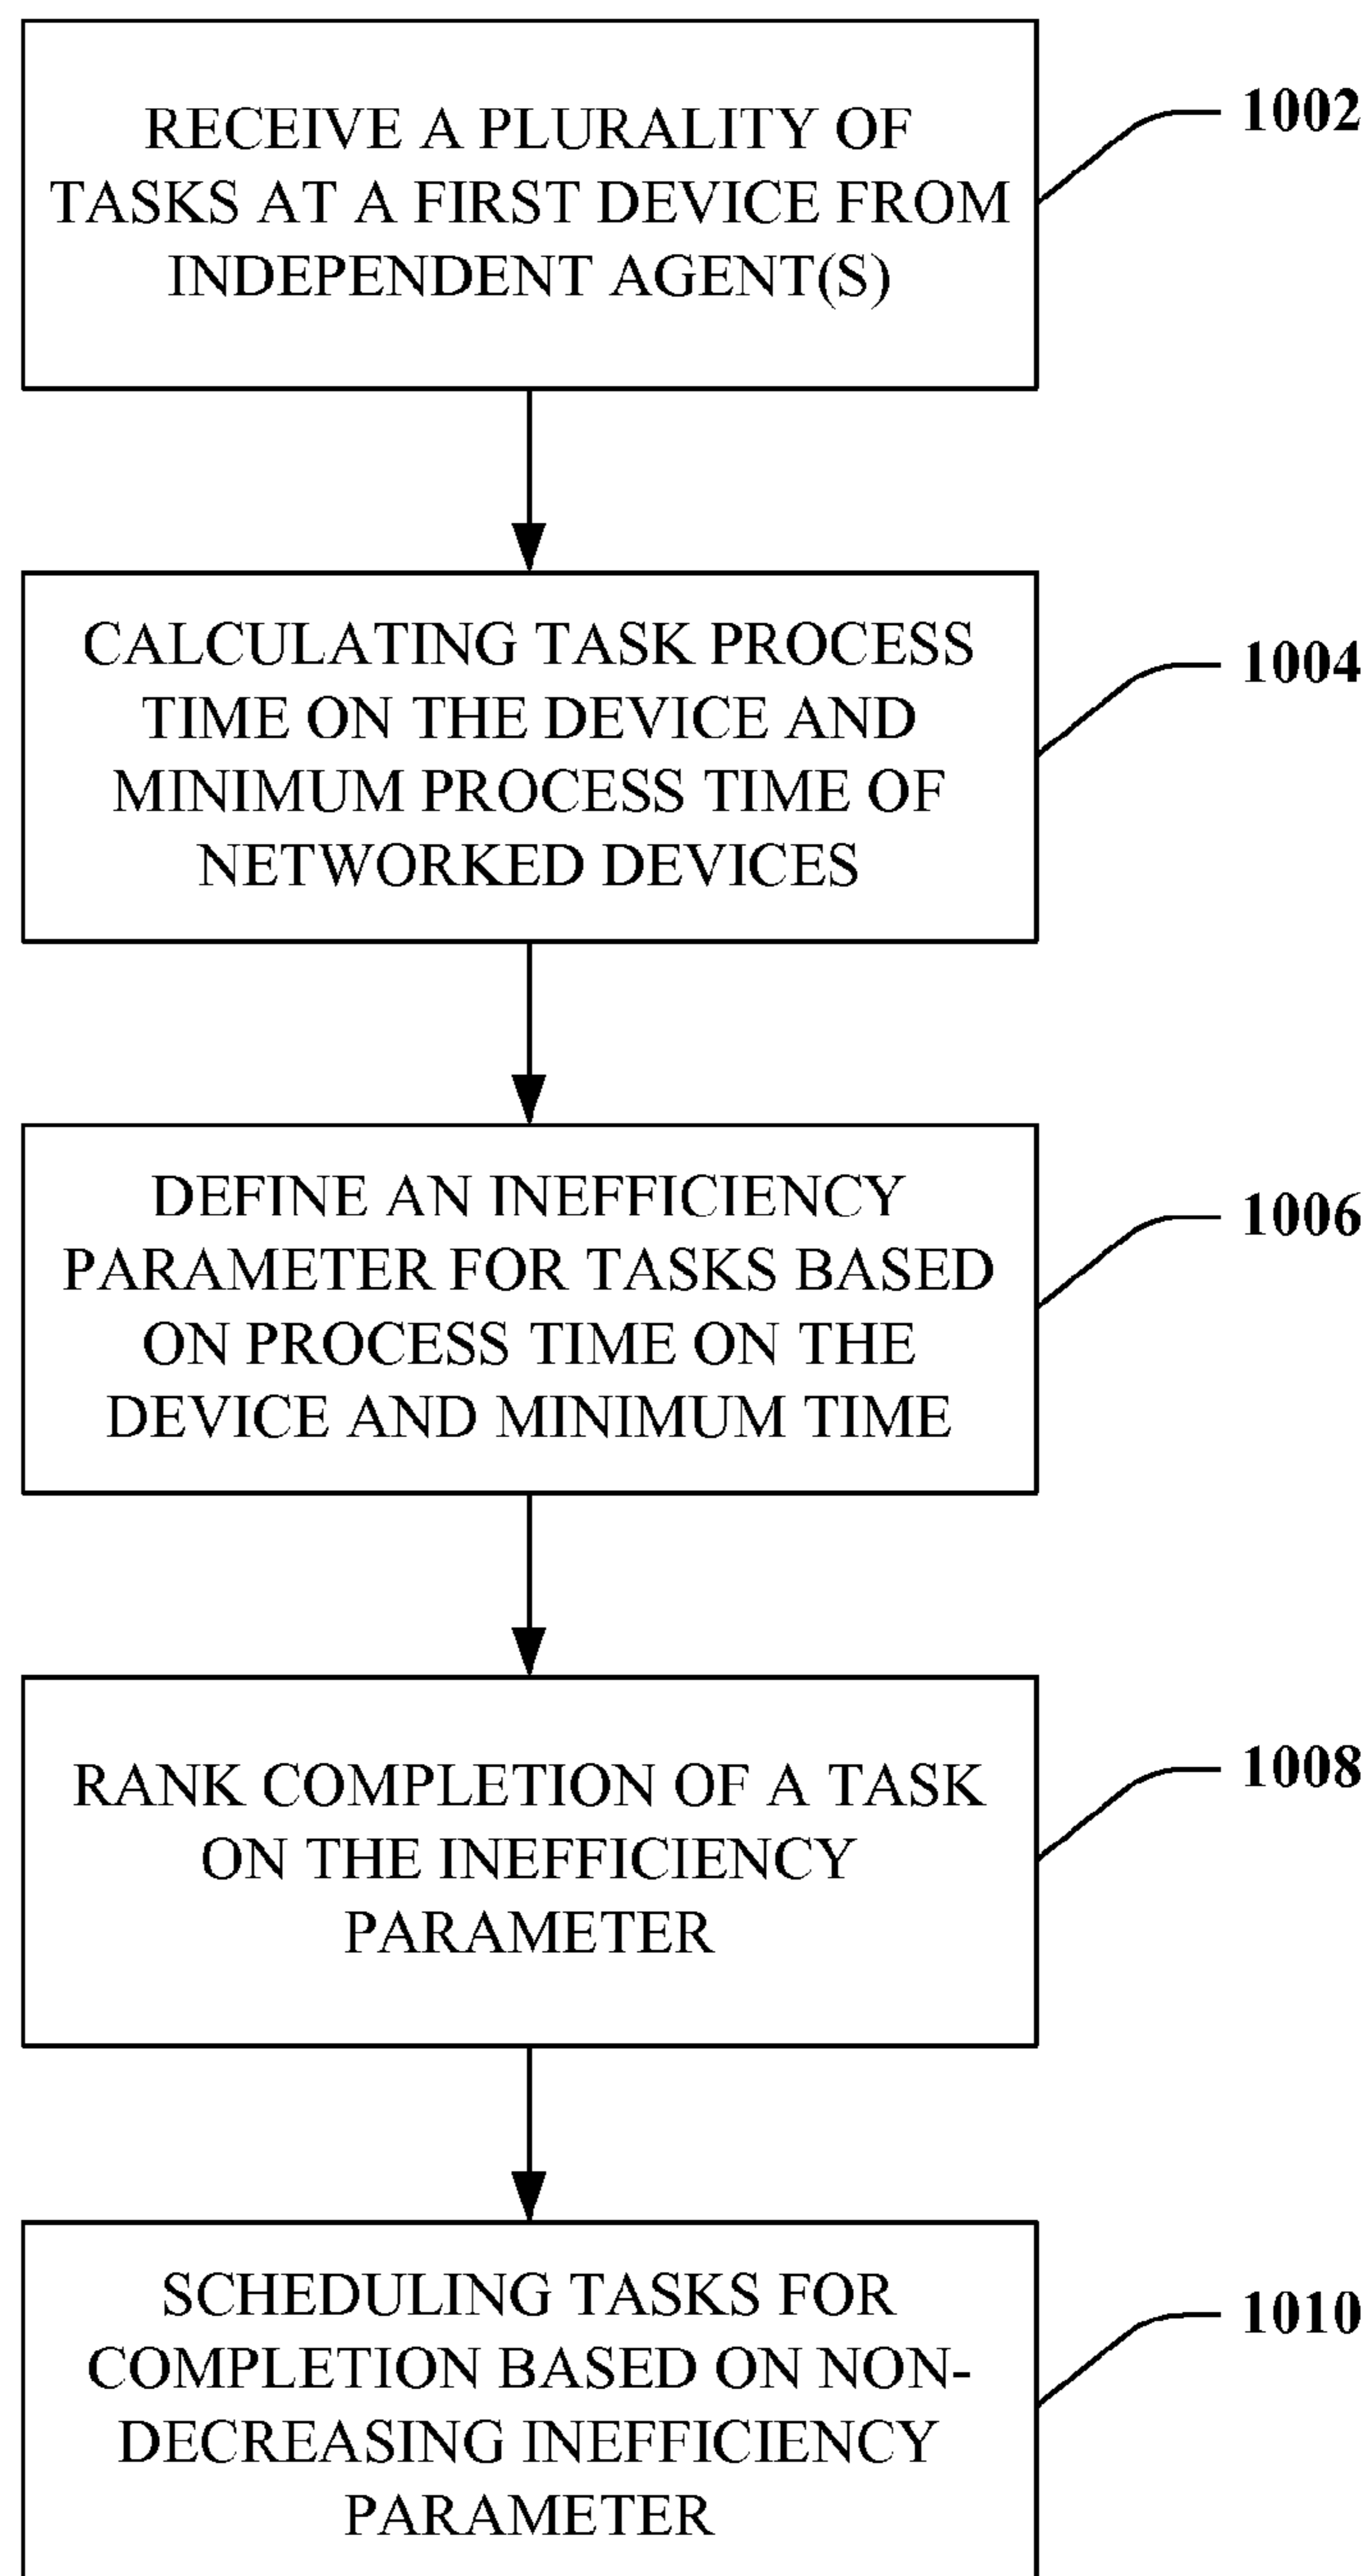 RECEIVE A PLURALITY OF
TASKS AT A FIRST DEVICE FROM
INDEPENDENT AGENT(S)
1002
CALCULATING TASK PROCESS
TIME ON THE DEVICE AND
MINIMUM PROCESS TIME OF
NETWORKED DEVICES
1004
DEFINE AN INEFFICIENCY
PARAMETER FOR TASKS BASED
ON PROCESS TIME ON THE
DEVICE AND MINIMUM TIME
1006
RANK COMPLETION OF A TASK
ON THE INEFFICIENCY
PARAMETER
1008
SCHEDULING TASKS FOR
COMPLETION BASED ON NON-
DECREASING INEFFICIENCY
PARAMETER
1010